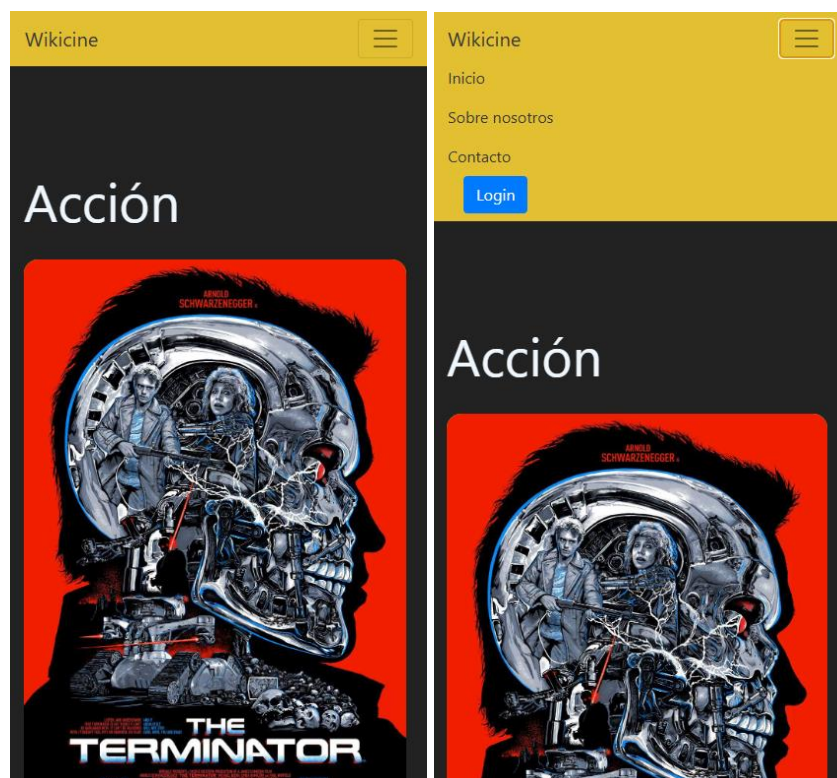 Wikicine
Acción
ARNOLD
SCHWARZENEGGER
THE
TERMINATOR
Wikicine
Inicio
Sobre nosotros
Contacto
Login
Acción
ARNOLD
SCHWARZENEGGER